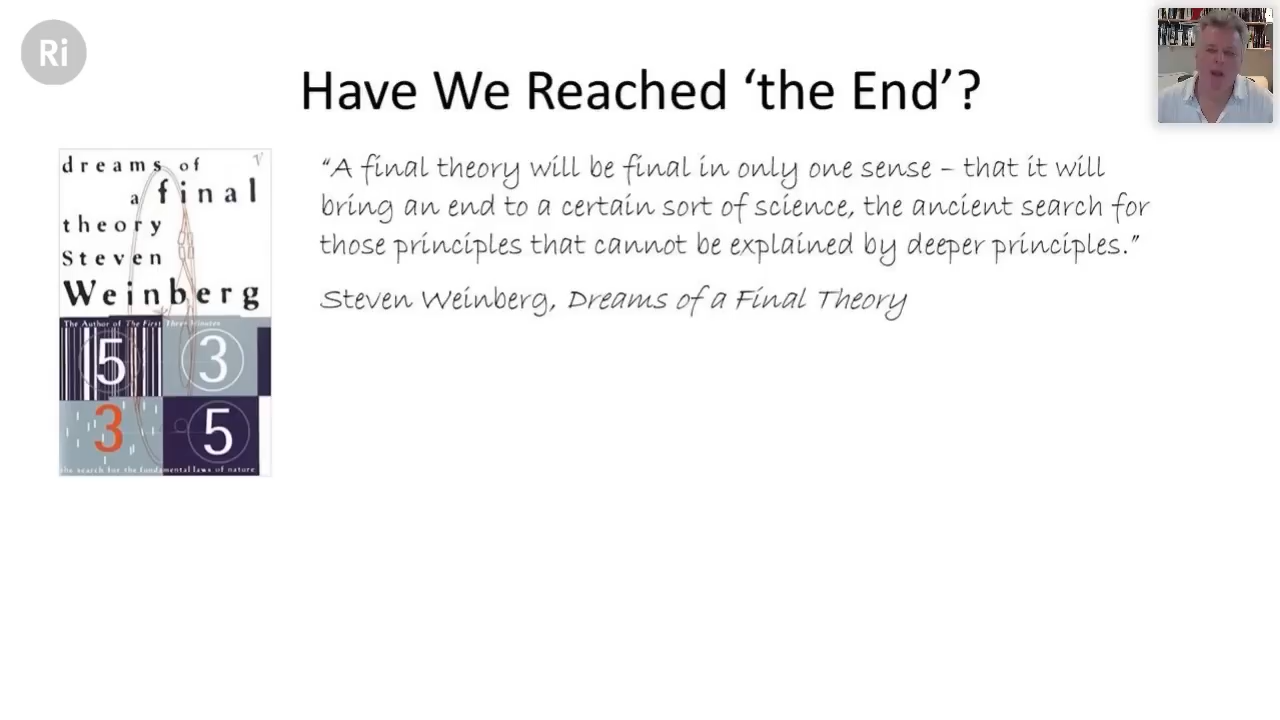 Ri
Have We Reached ‘the End’?
dreams of
a final
theory
Steven
Weinberg
The Author of The First Three Minutes
5 3
3 5
the search for the fundamental laws of nature
“A final theory will be final in only one sense – that it will
bring an end to a certain sort of science, the ancient search for
those principles that cannot be explained by deeper principles.”
Steven Weinberg, Dreams of a Final Theory